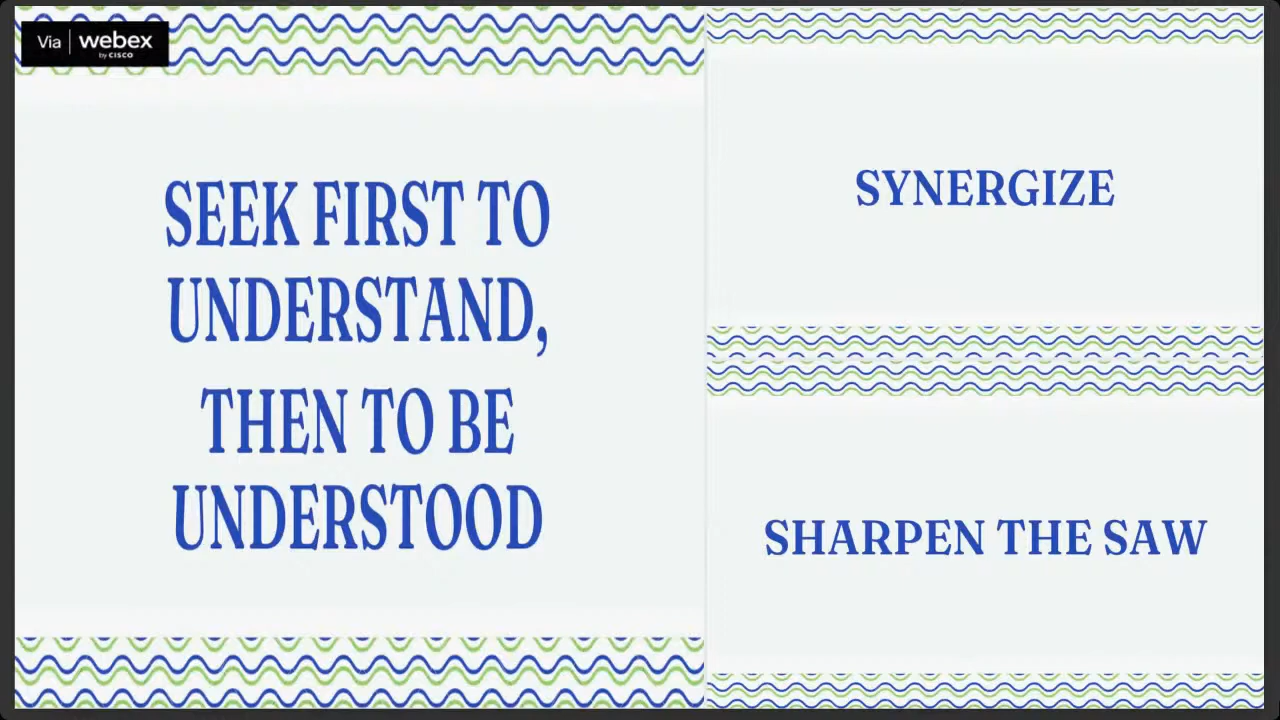 Via webex
by CISCO
SEEK FIRST TO
UNDERSTAND,
THEN TO BE
UNDERSTOOD
SYNERGIZE
SHARPEN THE SAW